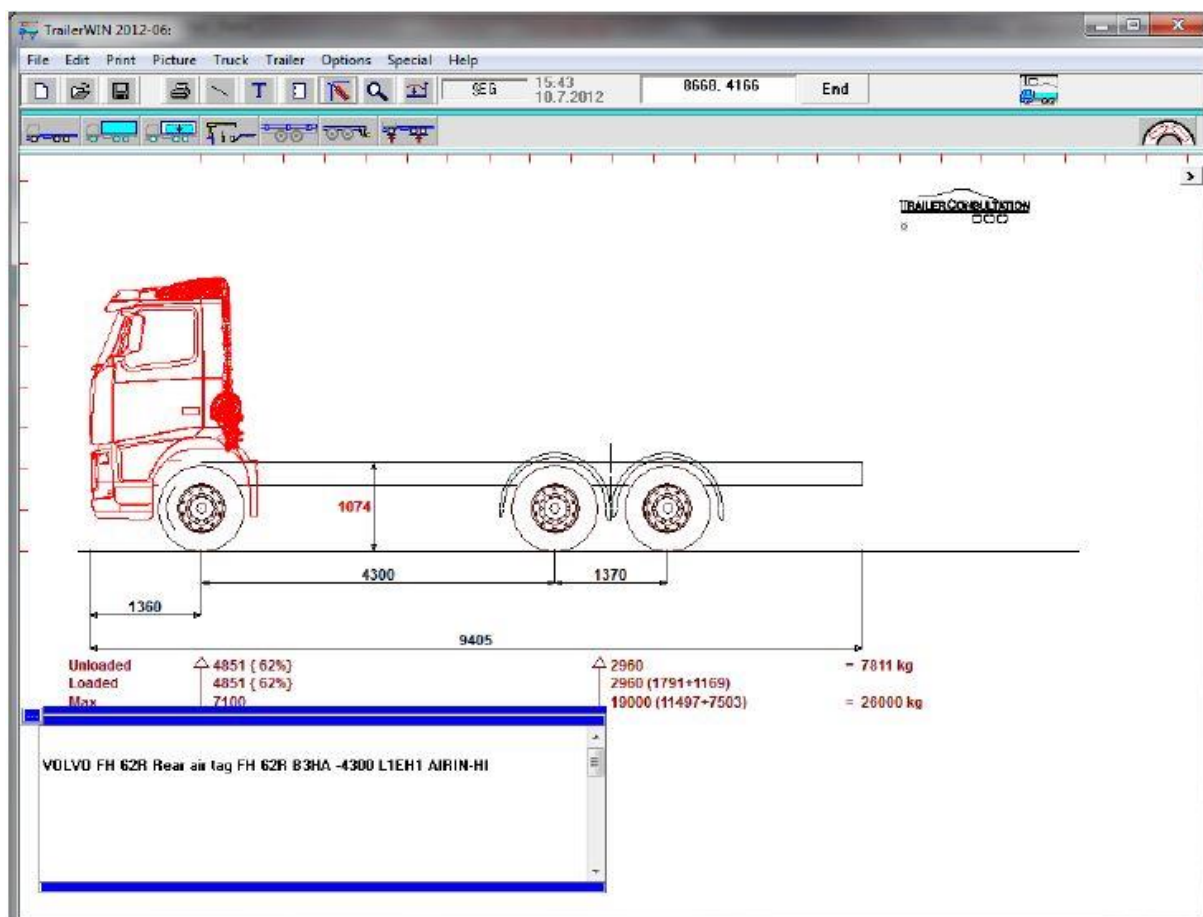 TrailerWIN 2012-06:
File Edit Print Picture Truck Trailer Options Special Help
T SEG 15:43 8668. 4166 End
10.7.2012
TRAILER CONSULTATION
1074
4300 1370
1360
9405
Unloaded 4851 ( 62%) 2960 = 7811 kg
Loaded 4851 ( 62%) 2960 (1791+1169)
Max 7100 19000 (11497+7503) = 26000 kg
VOLVO FH 62R Rear air tag FH 62R B3HA -4300 L1EH1 AIRIN-HI